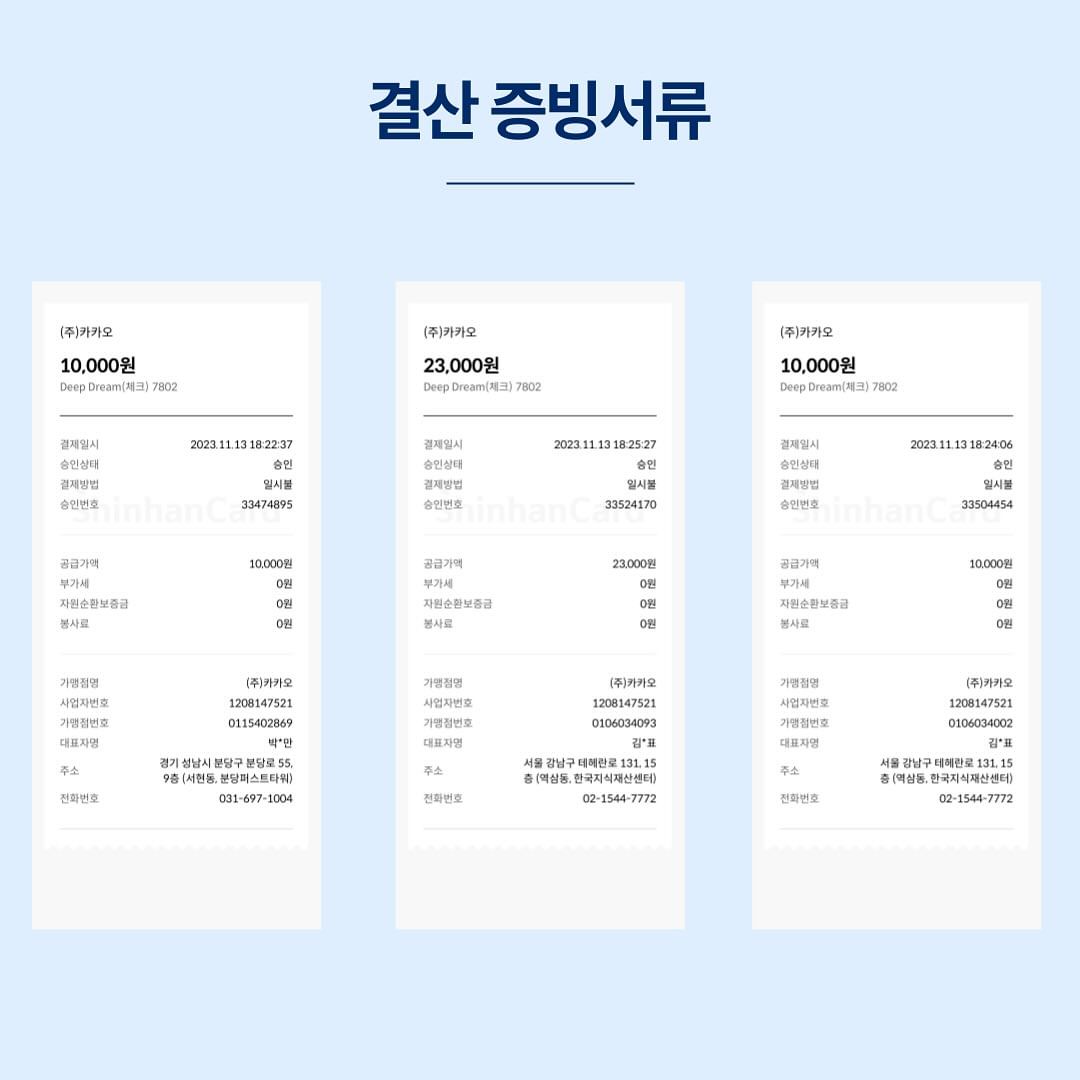 결산 증빙서류
(주)카카오
10,000원
Deep Dream(체크) 7802
결제일시 2023.11.13 18:22:37
승인상태 승인
결제방법 일시불
승인번호 33474895
ShinhanCard
공급가액 10,000원
부가세 0원
자원순환보증금 0원
봉사료 0원
가맹점명 (주)카카오
사업자번호 1208147521
가맹점번호 0115402869
대표자명 박*만
주소 경기 성남시 분당구 분당로 55,
9층 (서현동, 분당퍼스트타워)
전화번호 031-697-1004
(주)카카오
23,000원
Deep Dream(체크) 7802
결제일시 2023.11.13 18:25:27
승인상태 승인
결제방법 일시불
승인번호 33524170
ShinhanCard
공급가액 23,000원
부가세 0원
자원순환보증금 0원
봉사료 0원
가맹점명 (주)카카오
사업자번호 1208147521
가맹점번호 0106034093
대표자명 김*표
주소 서울 강남구 테헤란로 131, 15
층 (역삼동, 한국지식재산센터)
전화번호 02-1544-7772
(주)카카오
10,000원
Deep Dream(체크) 7802
결제일시 2023.11.13 18:24:06
승인상태 승인
결제방법 일시불
승인번호 33504454
ShinhanCard
공급가액 10,000원
부가세 0원
자원순환보증금 0원
봉사료 0원
가맹점명 (주)카카오
사업자번호 1208147521
가맹점번호 0106034002
대표자명 김*표
주소 서울 강남구 테헤란로 131, 15
층 (역삼동, 한국지식재산센터)
전화번호 02-1544-7772